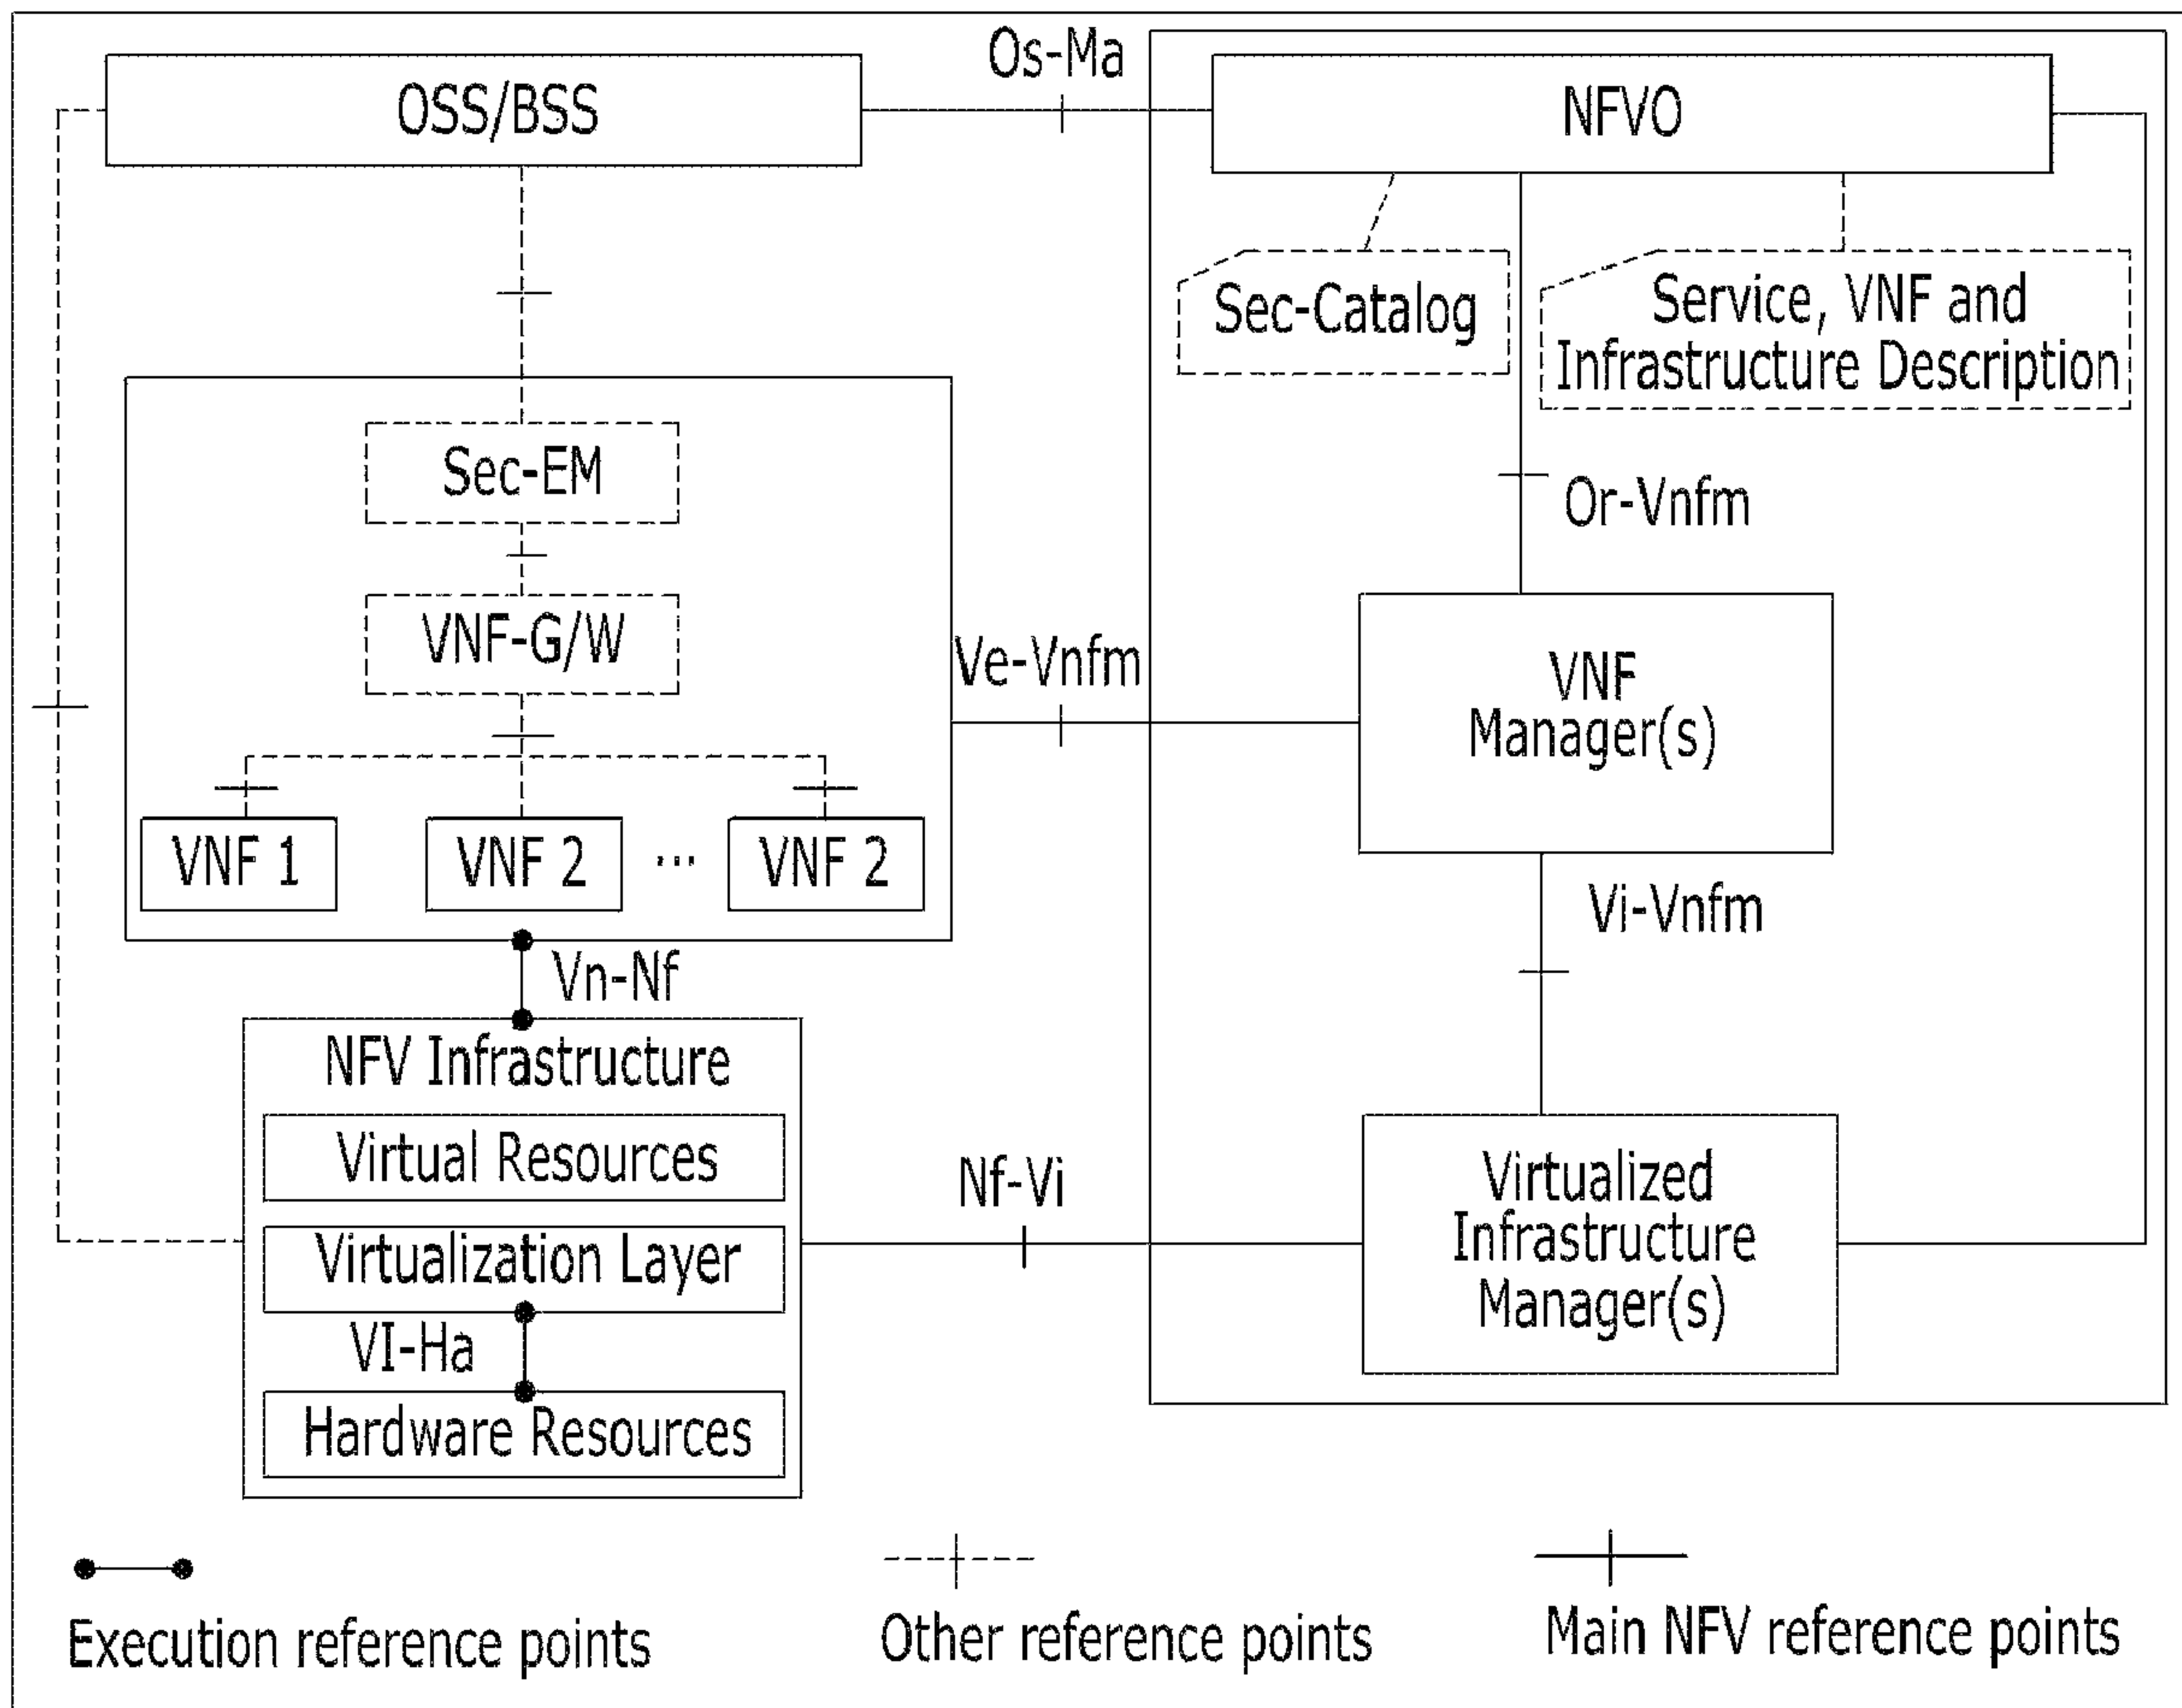 Os-Ma
OSS/BSS
NFVO
Sec-Catalog
Service, VNF and
Infrastructure Description
Sec-EM
Or-Vnfm
VNF-G/W
Ve-Vnfm
VNF
Manager(s)
VNF 1
VNF 2
...
VNF 2
Vi-Vnfm
Vn-Nf
NFV Infrastructure
Virtual Resources
Nf-Vi
Virtualized
Infrastructure
Manager(s)
Virtualization Layer
VI-Ha
Hardware Resources
Execution reference points
Other reference points
Main NFV reference points